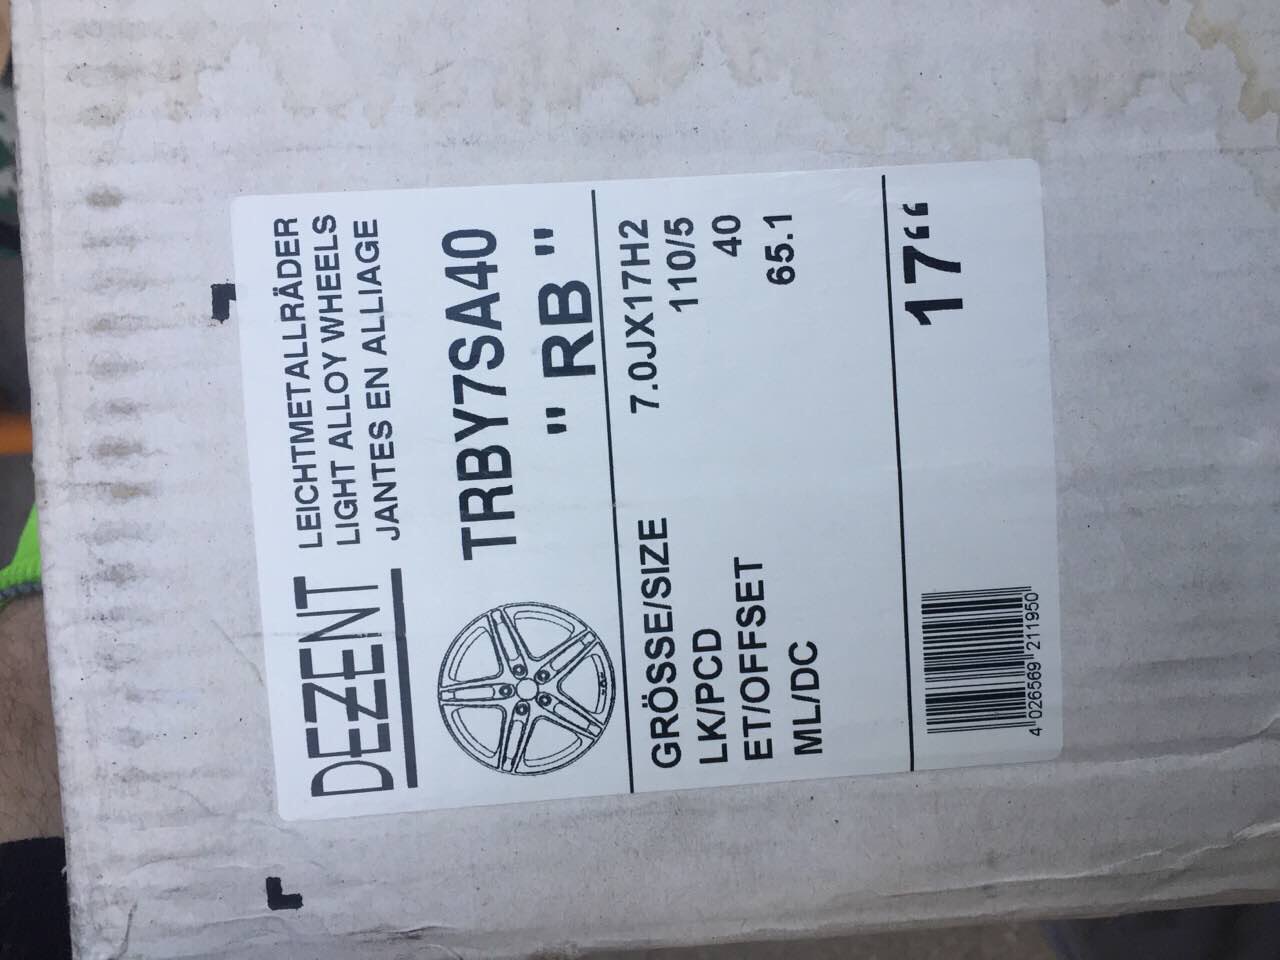 DEZENT
LEICHTMETALLRÄDER
LIGHT ALLOY WHEELS
JANTES EN ALLIAGE
TRBY7SA40
" RB "
GRÖSSE/SIZE 7.0JX17H2
LK/PCD 110/5
ET/OFFSET 40
ML/DC 65.1
4 026569 211950
17“